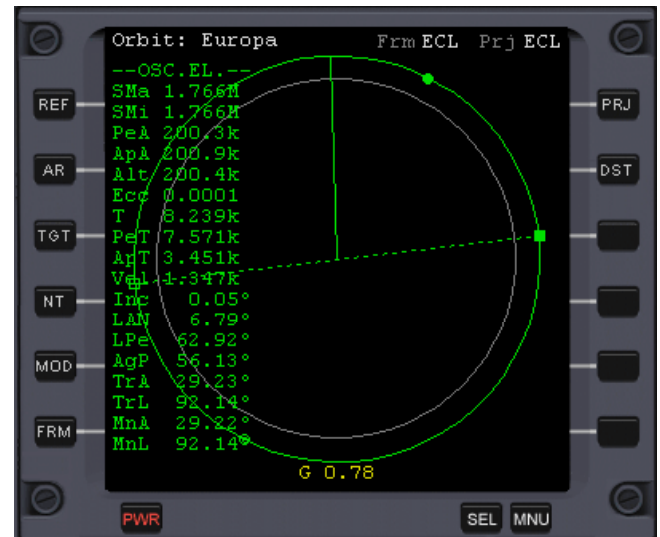 Orbit: Europa Frm ECL Prj ECL
--OSC.EL.--
SMa 1.766M
SMi 1.766M
PeA 200.3k
ApA 200.9k
Alt 200.4k
Ecc 0.0001
T 8.239k
PeT 7.571k
ApT 3.451k
Vel 1.347k
Inc 0.05°
LAN 6.79°
LPe 62.92°
AgP 56.13°
TrA 29.23°
TrL 92.14°
MnA 29.22°
MnL 92.14°
G 0.78
REF
AR
TGT
NT
MOD
FRM
PRJ
DST
PWR SEL MNU